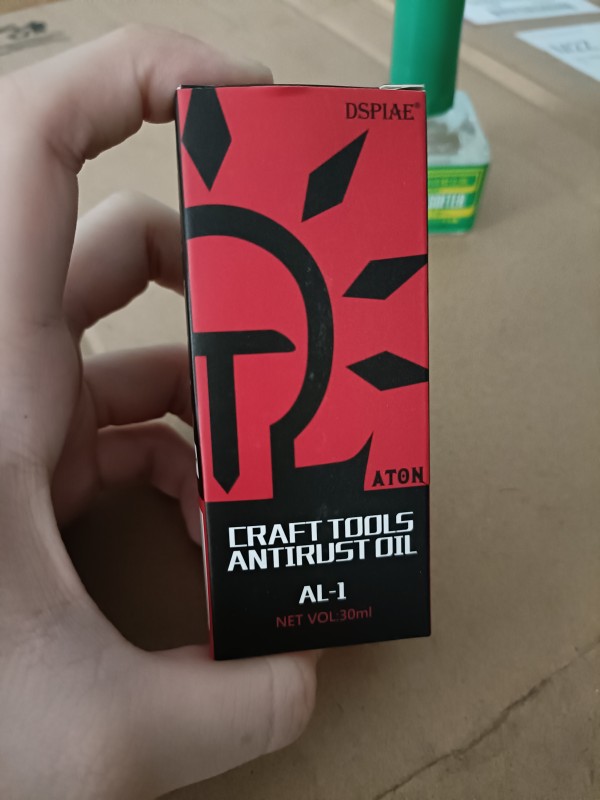 DSPIAE®
ATON
CRAFT TOOLS
ANTIRUST OIL
AL-1
NET VOL:30ml